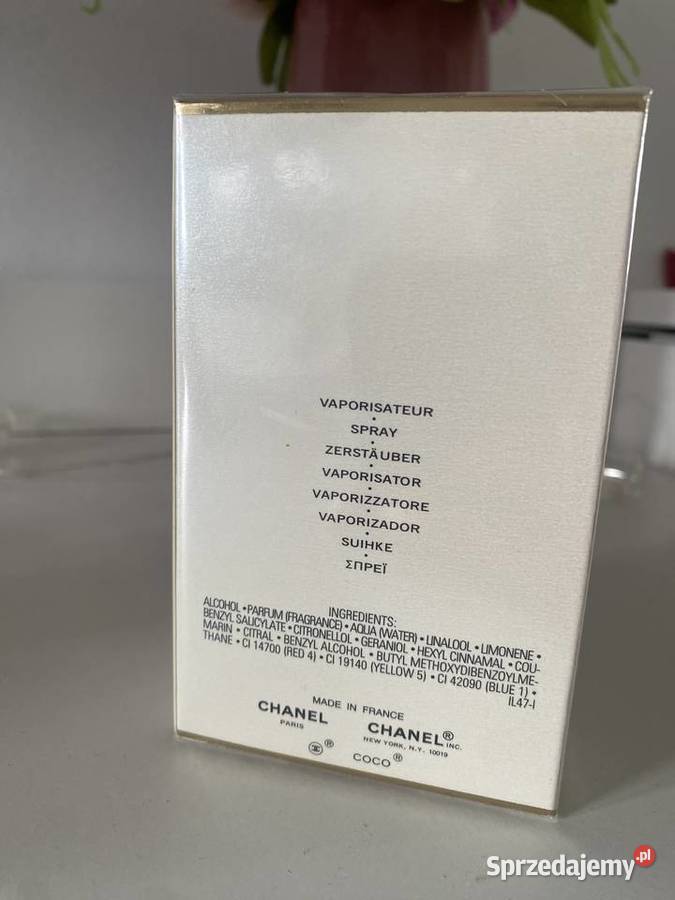 VAPORISATEUR
•
SPRAY
•
ZERSTÄUBER
•
VAPORISATOR
•
VAPORIZZATORE
•
VAPORIZADOR
•
SUIHKE
•
ΣΠΡΕΪ
INGREDIENTS:
ALCOHOL • PARFUM (FRAGRANCE) • AQUA (WATER) • LINALOOL • LIMONENE •
BENZYL SALICYLATE • CITRONELLOL • GERANIOL • HEXYL CINNAMAL • COU-
MARIN • CITRAL • BENZYL ALCOHOL • BUTYL METHOXYDIBENZOYLME-
THANE • CI 14700 (RED 4) • CI 19140 (YELLOW 5) • CI 42090 (BLUE 1) •
IL47-I
MADE IN FRANCE
CHANEL
PARIS
CHANEL®INC.
NEW YORK, N.Y. 10019
®
COCO®
Sprzedajemy.pl